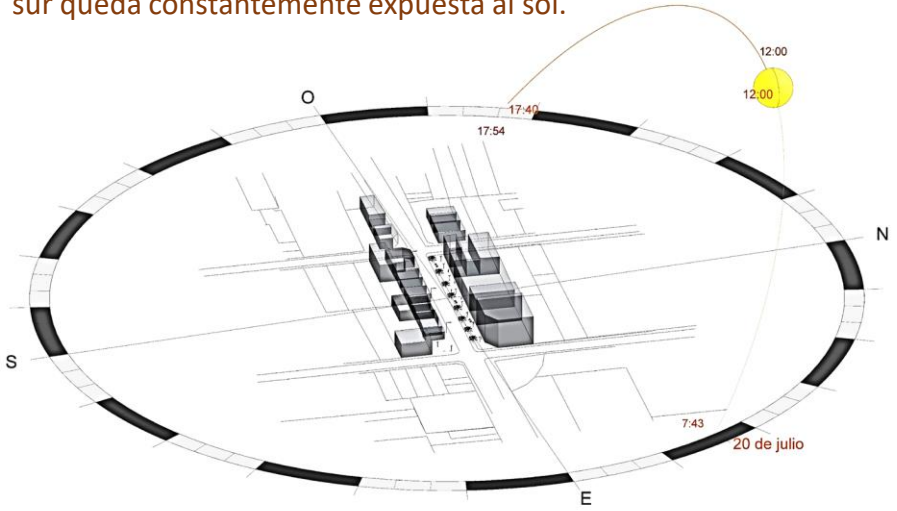 sur queda constantemente expuesta al sol.
12:00
12:00
O
17:40
17:54
N
S
7:43
20 de julio
E